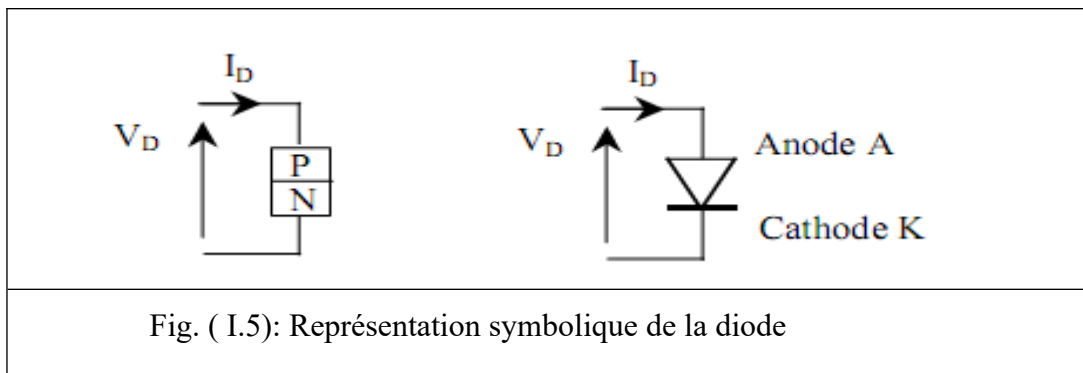 I_D
V_D
P
N
I_D
V_D
Anode A
Cathode K
Fig. ( I.5): Représentation symbolique de la diode